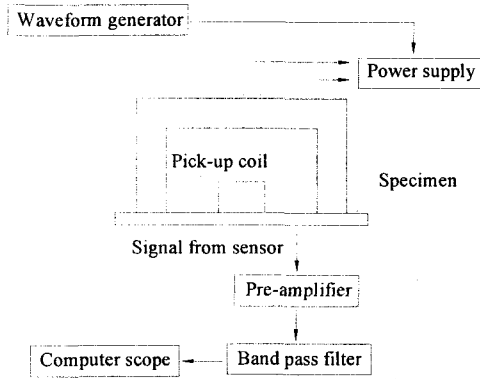 Waveform generator
Power supply
Pick-up coil
Specimen
Signal from sensor
Pre-amplifier
Computer scope
Band pass filter